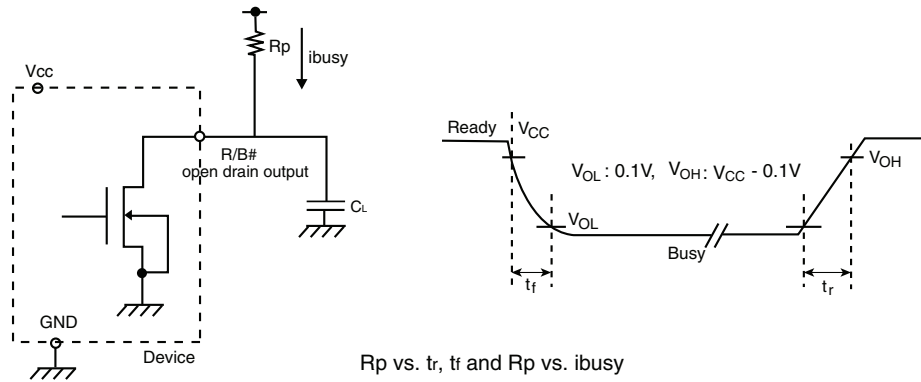 Rp
ibusy
Vcc
R/B#
open drain output
CL
GND
Device
Ready
VCC
VOL : 0.1V, VOH : VCC - 0.1V
VOH
VOL
Busy
tf
tr
Rp vs. tr, tf and Rp vs. ibusy